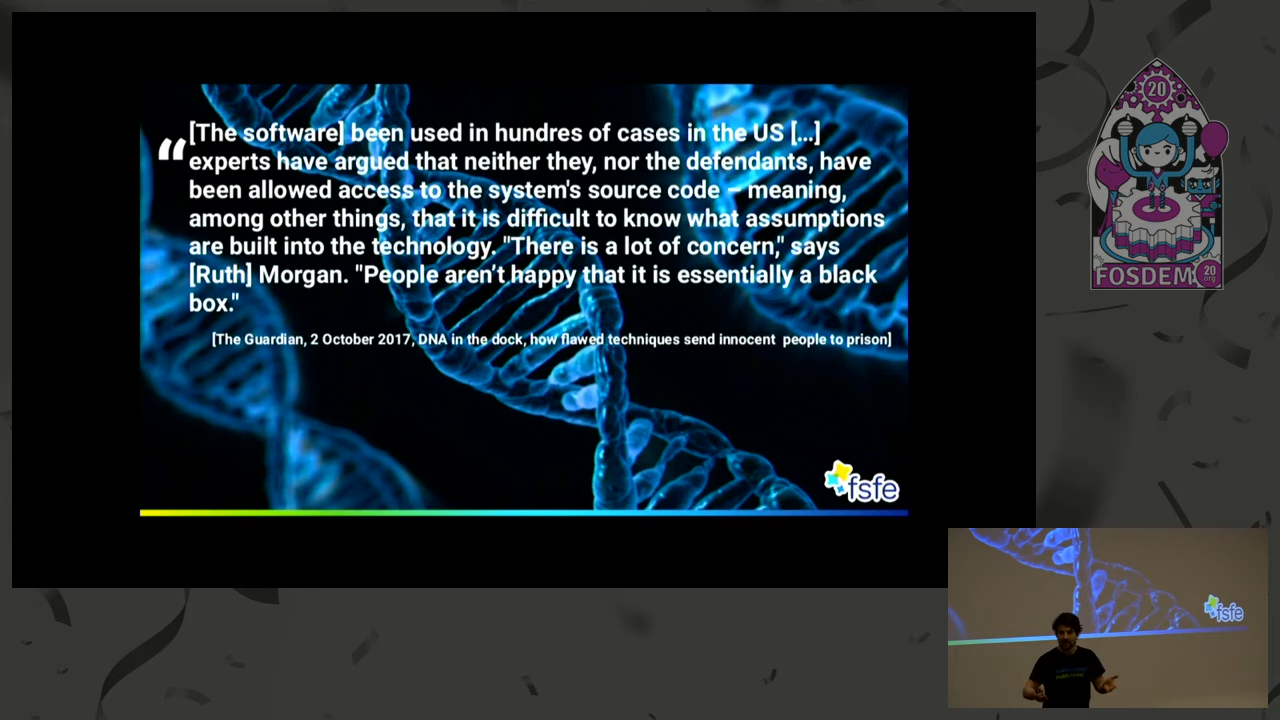 “[The software] been used in hundres of cases in the US [...]
experts have argued that neither they, nor the defendants, have
been allowed access to the system's source code – meaning,
among other things, that it is difficult to know what assumptions
are built into the technology. "There is a lot of concern," says
[Ruth] Morgan. "People aren’t happy that it is essentially a black
box."
[The Guardian, 2 October 2017, DNA in the dock, how flawed techniques send innocent people to prison]
fsfe
20
FOSDEM
20
org
fsfe